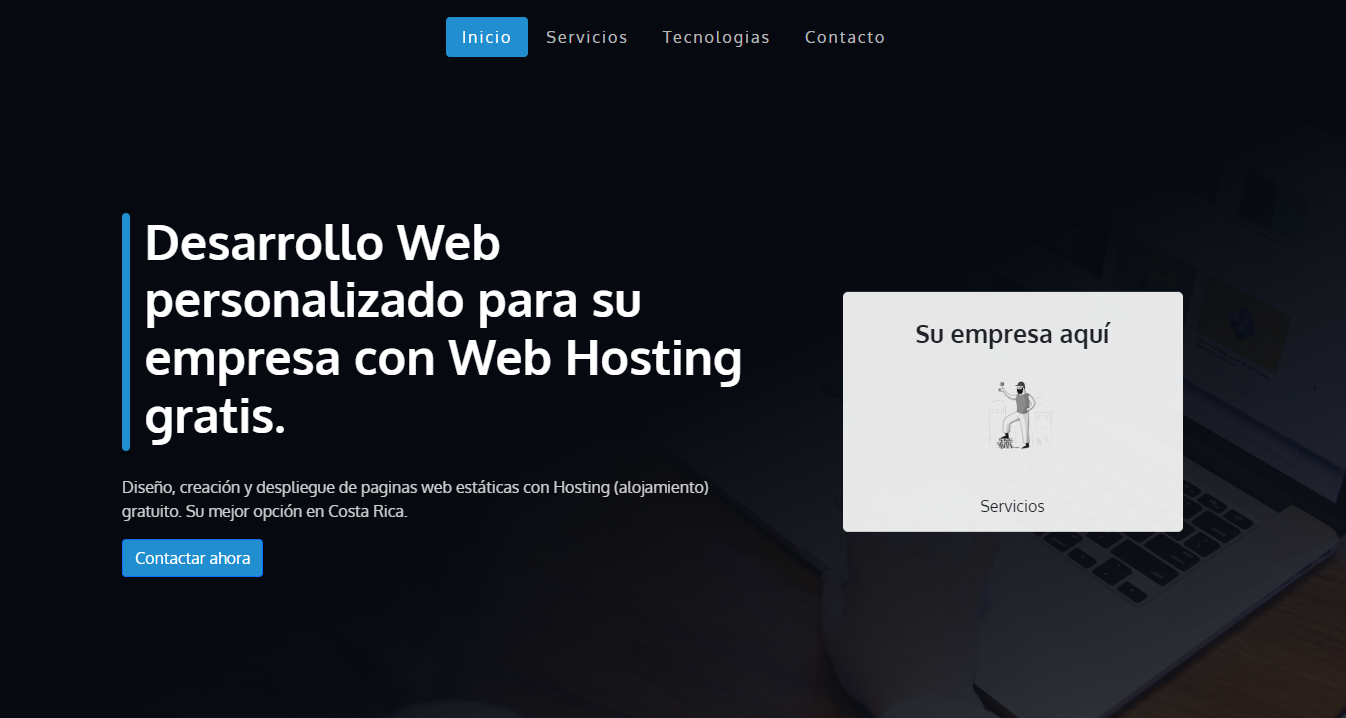 Inicio Servicios Tecnologias Contacto
Desarrollo Web
personalizado para su
empresa con Web Hosting
gratis.
Diseño, creación y despliegue de paginas web estáticas con Hosting (alojamiento)
gratuito. Su mejor opción en Costa Rica.
Contactar ahora
Su empresa aquí
Servicios